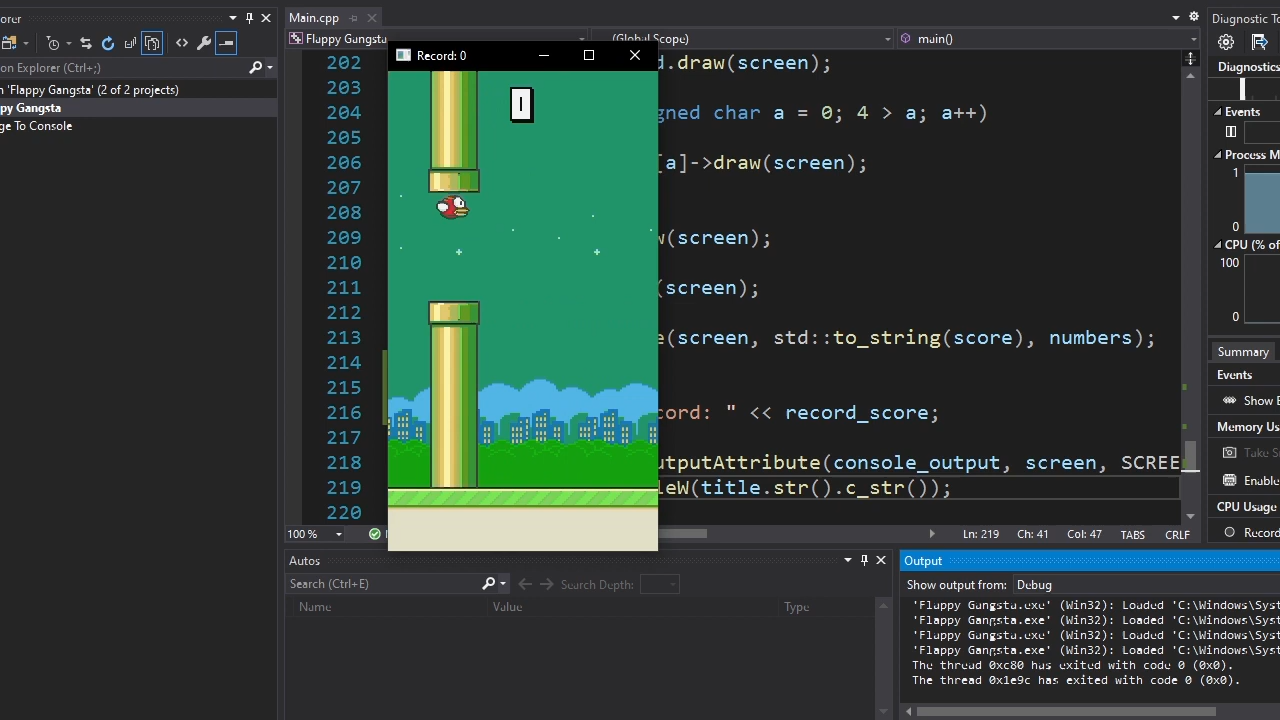 orer
Main.cpp
Diagnostic To
Flappy Gangsta
(Global Scope)
main()
ion Explorer (Ctrl+;)
Diagnostics
n 'Flappy Gangsta' (2 of 2 projects)
py Gangsta
ge To Console
Record: 0
202 d.draw(screen);
203
204 gned char a = 0; 4 > a; a++)
205
206 [a]->draw(screen);
207
208
209 w(screen);
210
211 (screen);
212
213 e(screen, std::to_string(score), numbers);
214
215
216 cord: " << record_score;
217
218 utputAttribute(console_output, screen, SCREE
219 leW(title.str().c_str());
220
100 %
Ln: 219 Ch: 41 Col: 47 TABS CRLF
Events
Process M
1
0
CPU (% of
100
0
Summary
Events
Show E
Memory Us
Take S
Enable
CPU Usage
Record
Autos
Search (Ctrl+E)
Search Depth:
Name Value Type
Output
Show output from: Debug
'Flappy Gangsta.exe' (Win32): Loaded 'C:\Windows\Syst
'Flappy Gangsta.exe' (Win32): Loaded 'C:\Windows\Syst
'Flappy Gangsta.exe' (Win32): Loaded 'C:\Windows\Syst
'Flappy Gangsta.exe' (Win32): Loaded 'C:\Windows\Syst
The thread 0xc80 has exited with code 0 (0x0).
The thread 0x1e9c has exited with code 0 (0x0).